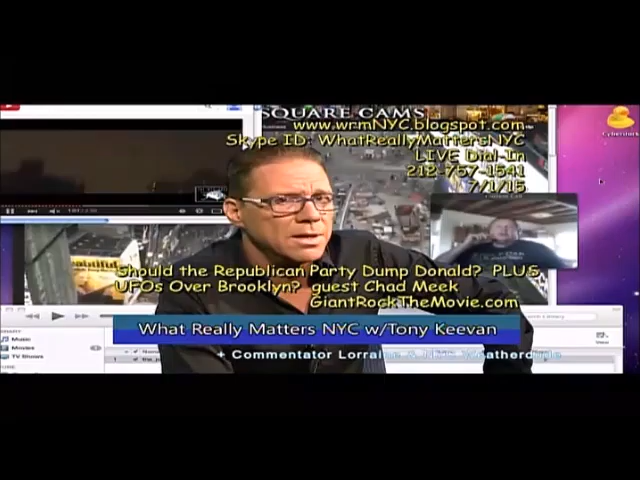 SQUARE CAMS
www.wrmNYC.blogspot.com
Skype ID: WhatReallyMattersNYC
LIVE Dial-In
212-757-1541
7/1/15
Cyberduck
Should the Republican Party Dump Donald? PLUS
UFOs Over Brooklyn? guest Chad Meek
GiantRockTheMovie.com
What Really Matters NYC w/Tony Keevan
+ Commentator Lorraine &
Music
Movies
TV Shows
View